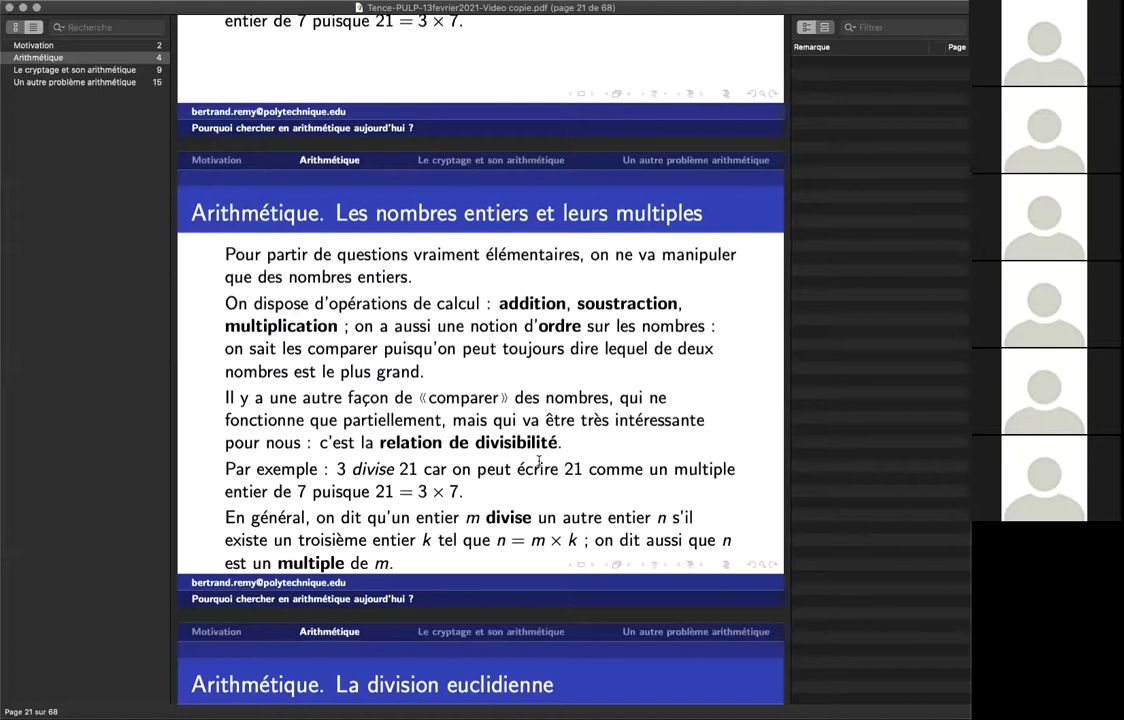 Tence-PULP-13fevrier2021-Video copie.pdf (page 21 de 68)
Recherche
Filtrer
Motivation 2
Arithmétique 4
Le cryptage et son arithmétique 9
Un autre problème arithmétique 15
Remarque Page
entier de 7 puisque 21 = 3 × 7.
bertrand.remy@polytechnique.edu
Pourquoi chercher en arithmétique aujourd'hui ?
Motivation Arithmétique Le cryptage et son arithmétique Un autre problème arithmétique
Arithmétique. Les nombres entiers et leurs multiples
Pour partir de questions vraiment élémentaires, on ne va manipuler
que des nombres entiers.
On dispose d'opérations de calcul : addition, soustraction,
multiplication ; on a aussi une notion d'ordre sur les nombres :
on sait les comparer puisqu'on peut toujours dire lequel de deux
nombres est le plus grand.
Il y a une autre façon de «comparer» des nombres, qui ne
fonctionne que partiellement, mais qui va être très intéressante
pour nous : c'est la relation de divisibilité.
Par exemple : 3 divise 21 car on peut écrire 21 comme un multiple
entier de 7 puisque 21 = 3 × 7.
En général, on dit qu'un entier m divise un autre entier n s'il
existe un troisième entier k tel que n = m × k ; on dit aussi que n
est un multiple de m.
bertrand.remy@polytechnique.edu
Pourquoi chercher en arithmétique aujourd'hui ?
Motivation Arithmétique Le cryptage et son arithmétique Un autre problème arithmétique
Arithmétique. La division euclidienne
Page 21 sur 68